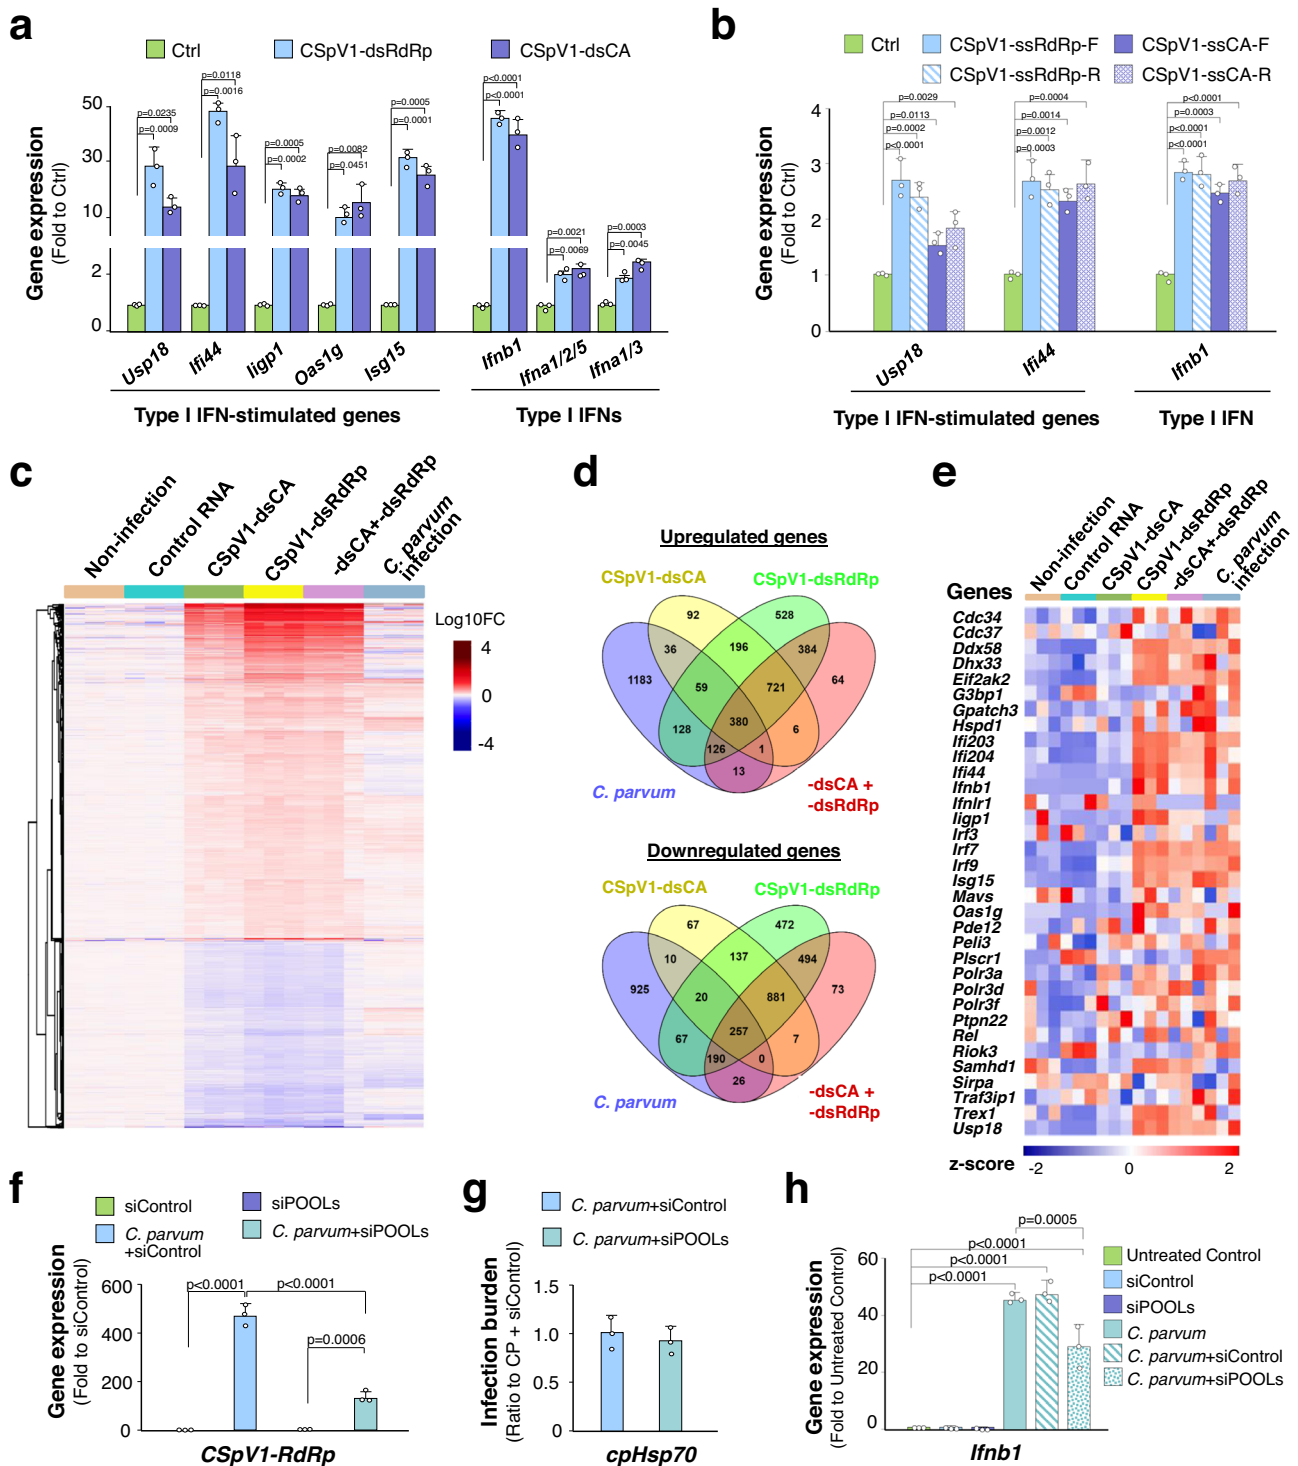 a
Ctrl
CSpV1-dsRdRp
CSpV1-dsCA
Gene expression
(Fold to Ctrl)
50
30
10
2
0
p=0.0235
p=0.0009
p=0.0118
p=0.0016
p=0.0005
p=0.0002
p=0.0082
p=0.0451
p=0.0005
p=0.0001
p<0.0001
p<0.0001
p=0.0021
p=0.0069
p=0.0003
p=0.0045
Usp18
Ifi44
Iigp1
Oas1g
Isg15
Ifnb1
Ifna1/2/5
Ifna1/3
Type I IFN-stimulated genes
Type I IFNs
b
Ctrl
CSpV1-ssRdRp-F
CSpV1-ssCA-F
CSpV1-ssRdRp-R
CSpV1-ssCA-R
Gene expression
(Fold to Ctrl)
4
3
2
1
0
p=0.0029
p=0.0113
p=0.0002
p<0.0001
p=0.0004
p=0.0014
p=0.0012
p=0.0003
p<0.0001
p=0.0003
p<0.0001
p<0.0001
Usp18
Ifi44
Ifnb1
Type I IFN-stimulated genes
Type I IFN
c
Non-infection
Control RNA
CSpV1-dsCA
CSpV1-dsRdRp
-dsCA+-dsRdRp
C. parvum
infection
Log10FC
4
0
-4
d
Upregulated genes
CSpV1-dsCA
CSpV1-dsRdRp
92
528
36
196
384
1183
59
721
64
380
128
126
1
6
13
C. parvum
-dsCA +
-dsRdRp
Downregulated genes
CSpV1-dsCA
CSpV1-dsRdRp
67
472
10
137
494
925
20
881
73
257
67
190
0
7
26
C. parvum
-dsCA +
-dsRdRp
e
Non-infection
Control RNA
CSpV1-dsCA
CSpV1-dsRdRp
-dsCA+-dsRdRp
C. parvum
infection
Genes
Cdc34
Cdc37
Ddx58
Dhx33
Eif2ak2
G3bp1
Gpatch3
Hspd1
Ifi203
Ifi204
Ifi44
Ifnb1
Ifnlr1
Iigp1
Irf3
Irf7
Irf9
Isg15
Mavs
Oas1g
Pde12
Peli3
Plscr1
Polr3a
Polr3d
Polr3f
Ptpn22
Rel
Riok3
Samhd1
Sirpa
Traf3ip1
Trex1
Usp18
z-score
-2
0
2
f
siControl
siPOOLs
C. parvum
+siControl
C. parvum+siPOOLs
Gene expression
(Fold to siControl)
600
400
200
0
p<0.0001
p<0.0001
p=0.0006
CSpV1-RdRp
g
C. parvum+siControl
C. parvum+siPOOLs
Infection burden
(Ratio to CP + siControl)
1.5
1.0
0.5
0
cpHsp70
h
p=0.0005
p<0.0001
p<0.0001
p<0.0001
Gene expression
(Fold to Untreated Control)
60
40
20
0
Ifnb1
Untreated Control
siControl
siPOOLs
C. parvum
C. parvum+siControl
C. parvum+siPOOLs